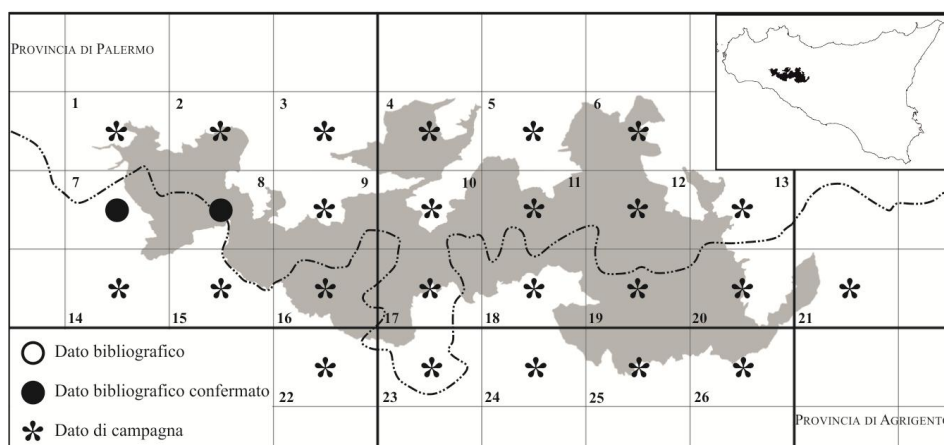 PROVINCIA DI PALERMO
1 2 3 4 5 6
7 8 9 10 11 12 13
14 15 16 17 18 19 20 21
Dato bibliografico
Dato bibliografico confermato
22 23 24 25 26
Dato di campagna
PROVINCIA DI AGRIGENTO